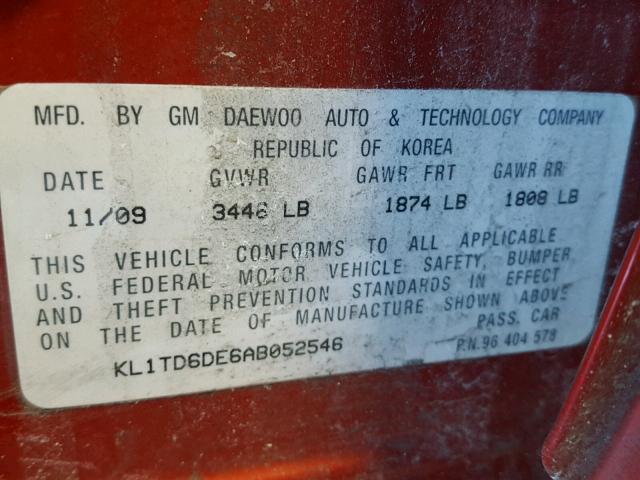 MFD. BY GM DAEWOO AUTO & TECHNOLOGY COMPANY
REPUBLIC OF KOREA
DATE GVWR GAWR FRT GAWR RR
11/09 3446 LB 1874 LB 1808 LB
THIS VEHICLE CONFORMS TO ALL APPLICABLE
U.S. FEDERAL MOTOR VEHICLE SAFETY, BUMPER,
AND THEFT PREVENTION STANDARDS IN EFFECT
ON THE DATE OF MANUFACTURE SHOWN ABOVE
PASS. CAR
KL1TD6DE6AB052546
P.N. 96 404 578